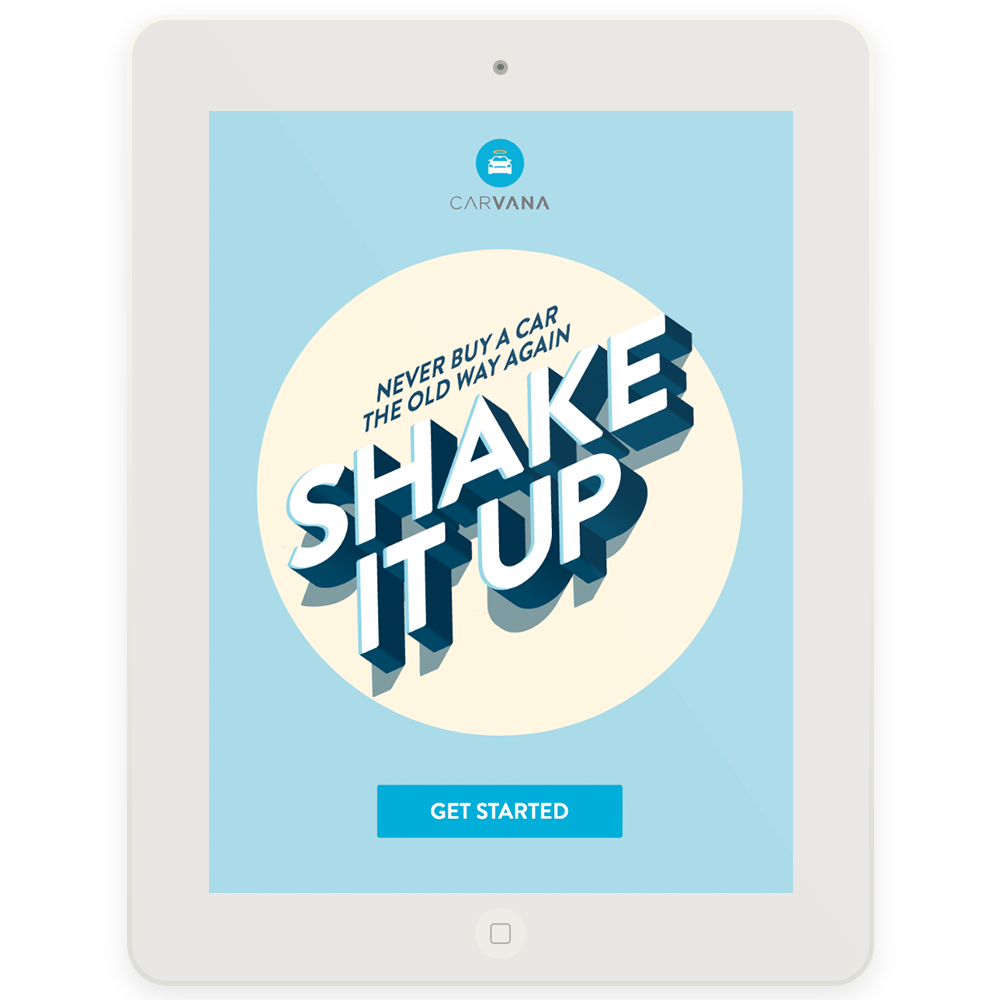 CARVANA
NEVER BUY A CAR
THE OLD WAY AGAIN
SHAKE
IT UP
GET STARTED